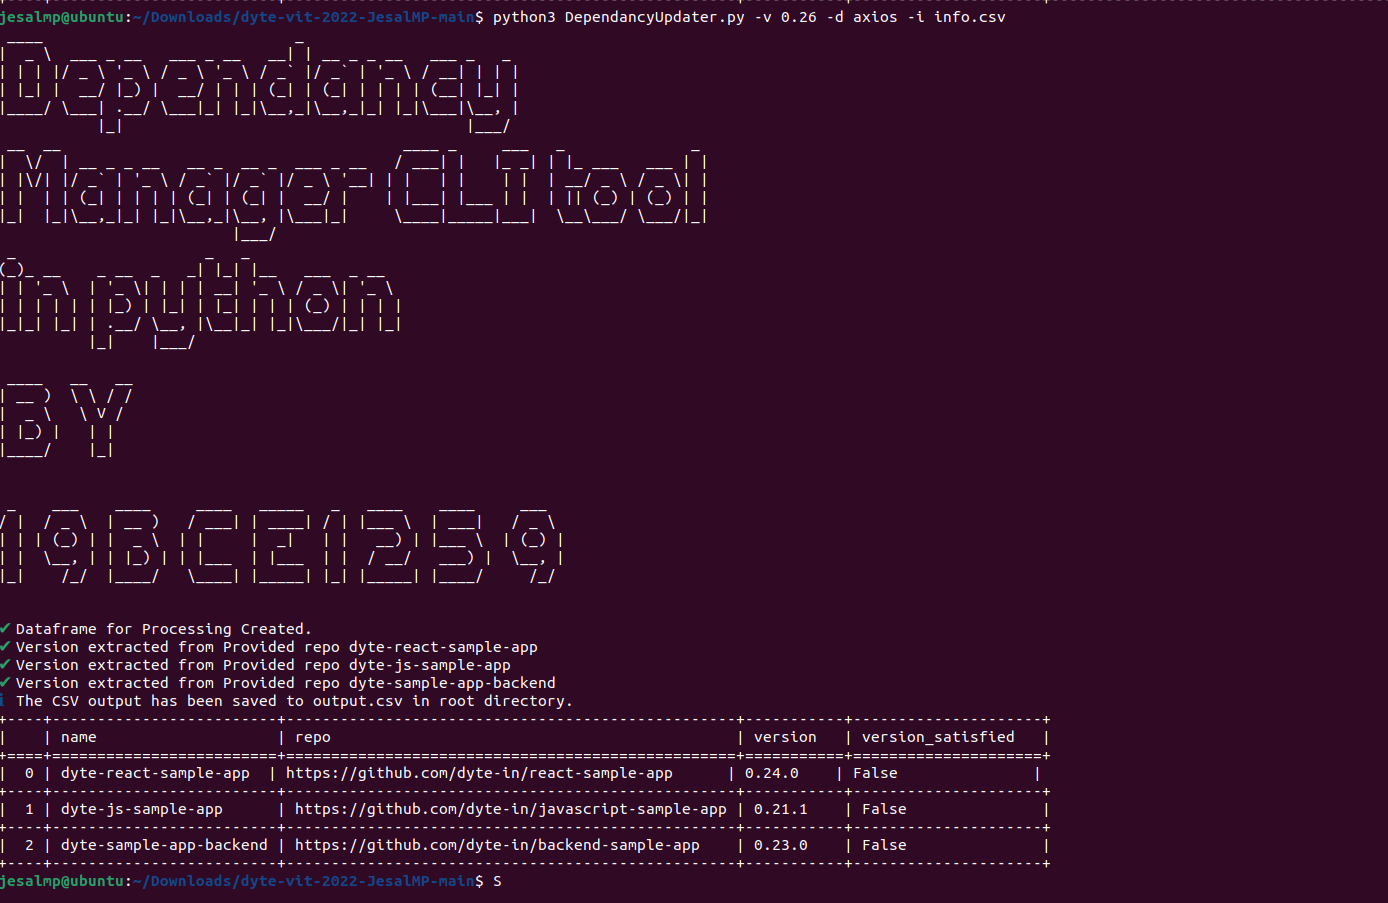 jesalmp@ubuntu:~/Downloads/dyte-vit-2022-JesalMP-main$ python3 DependancyUpdater.py -v 0.26 -d axios -i info.csv
Dependancy
Manager CLI tool
in python
BY
19BCE1259
✔ Dataframe for Processing Created.
✔ Version extracted from Provided repo dyte-react-sample-app
✔ Version extracted from Provided repo dyte-js-sample-app
✔ Version extracted from Provided repo dyte-sample-app-backend
ℹ The CSV output has been saved to output.csv in root directory.
| | name | repo | version | version_satisfied |
| 0 | dyte-react-sample-app | https://github.com/dyte-in/react-sample-app | 0.24.0 | False |
| 1 | dyte-js-sample-app | https://github.com/dyte-in/javascript-sample-app | 0.21.1 | False |
| 2 | dyte-sample-app-backend | https://github.com/dyte-in/backend-sample-app | 0.23.0 | False |
jesalmp@ubuntu:~/Downloads/dyte-vit-2022-JesalMP-main$ S